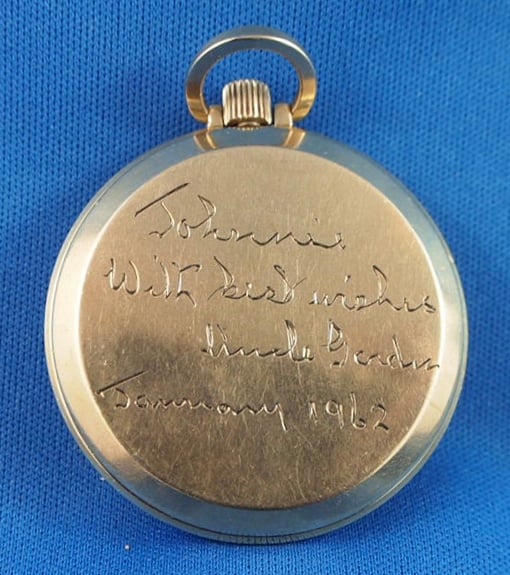 Johnnie
With best wishes
Uncle Gordon
January 1962